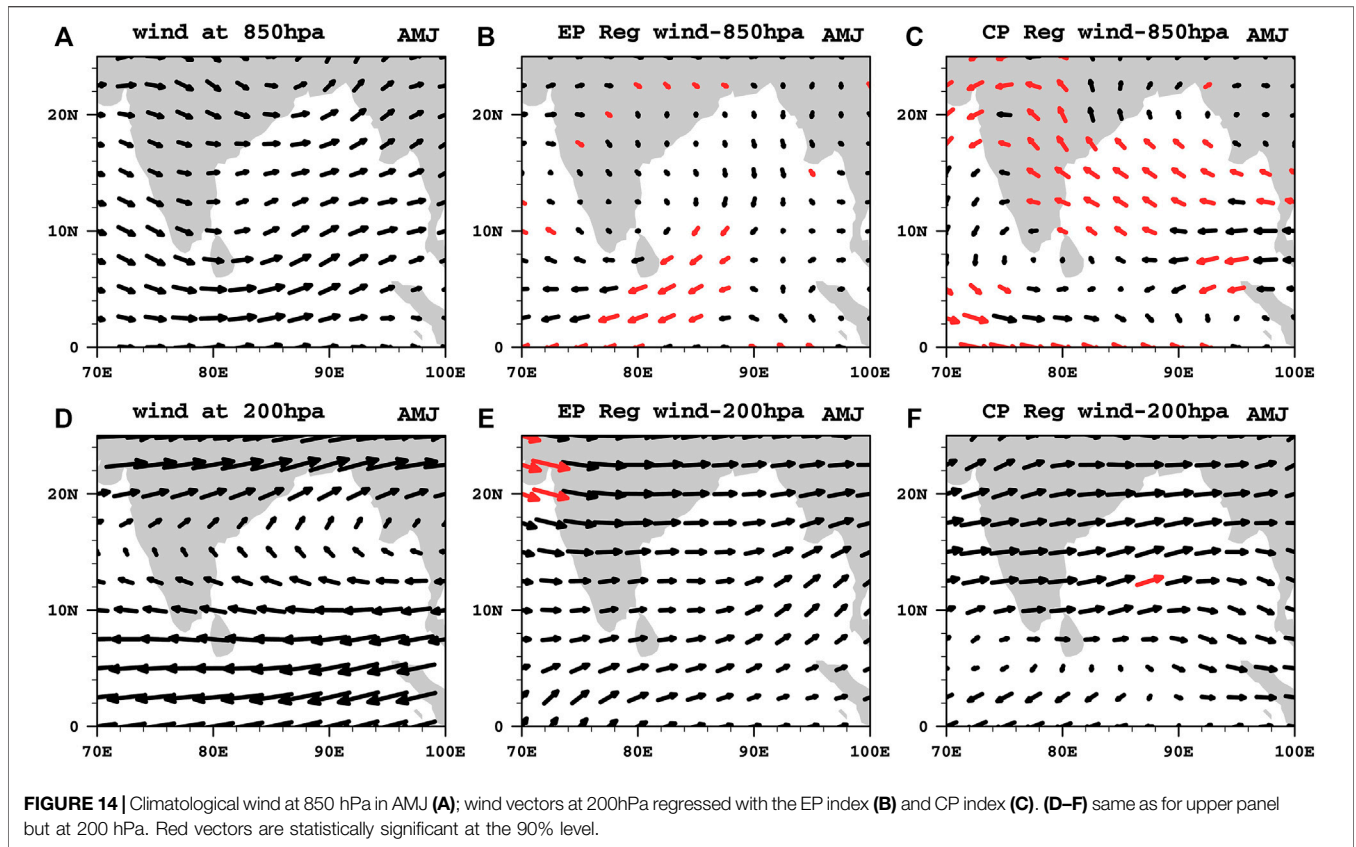 A wind at 850hpa AMJ
B EP Reg wind-850hpa AMJ
C CP Reg wind-850hpa AMJ
20N
10N
0
70E 80E 90E 100E
20N
10N
0
70E 80E 90E 100E
20N
10N
0
70E 80E 90E 100E
D wind at 200hpa AMJ
E EP Reg wind-200hpa AMJ
F CP Reg wind-200hpa AMJ
20N
10N
0
70E 80E 90E 100E
20N
10N
0
70E 80E 90E 100E
20N
10N
0
70E 80E 90E 100E
FIGURE 14 | Climatological wind at 850 hPa in AMJ (A); wind vectors at 200hPa regressed with the EP index (B) and CP index (C). (D–F) same as for upper panel
but at 200 hPa. Red vectors are statistically significant at the 90% level.